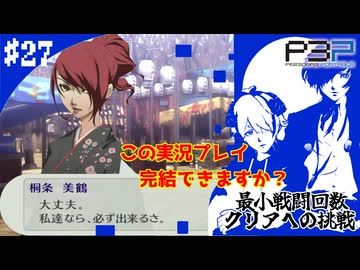 #27
P3P
PERSONA3 PORTABLE
この実況プレイ
完結できますか？
桐条 美鶴
大丈夫。
私達なら、必ず出来るさ。
最小戦闘回数
クリアへの挑戦